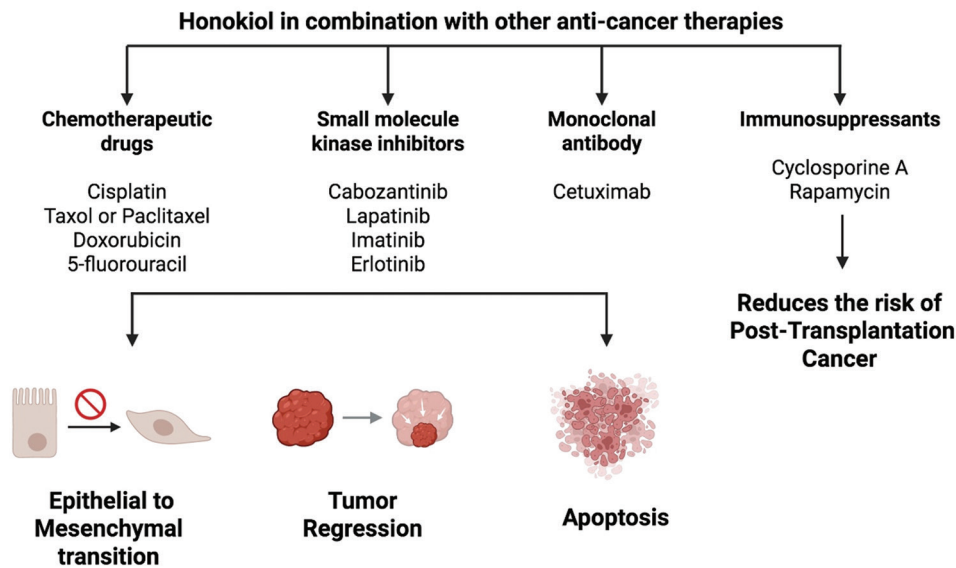 Honokiol in combination with other anti-cancer therapies
Chemotherapeutic
drugs
Cisplatin
Taxol or Paclitaxel
Doxorubicin
5-fluorouracil
Small molecule
kinase inhibitors
Cabozantinib
Lapatinib
Imatinib
Erlotinib
Monoclonal
antibody
Cetuximab
Immunosuppressants
Cyclosporine A
Rapamycin
Reduces the risk of
Post-Transplantation
Cancer
Epithelial to
Mesenchymal
transition
Tumor
Regression
Apoptosis